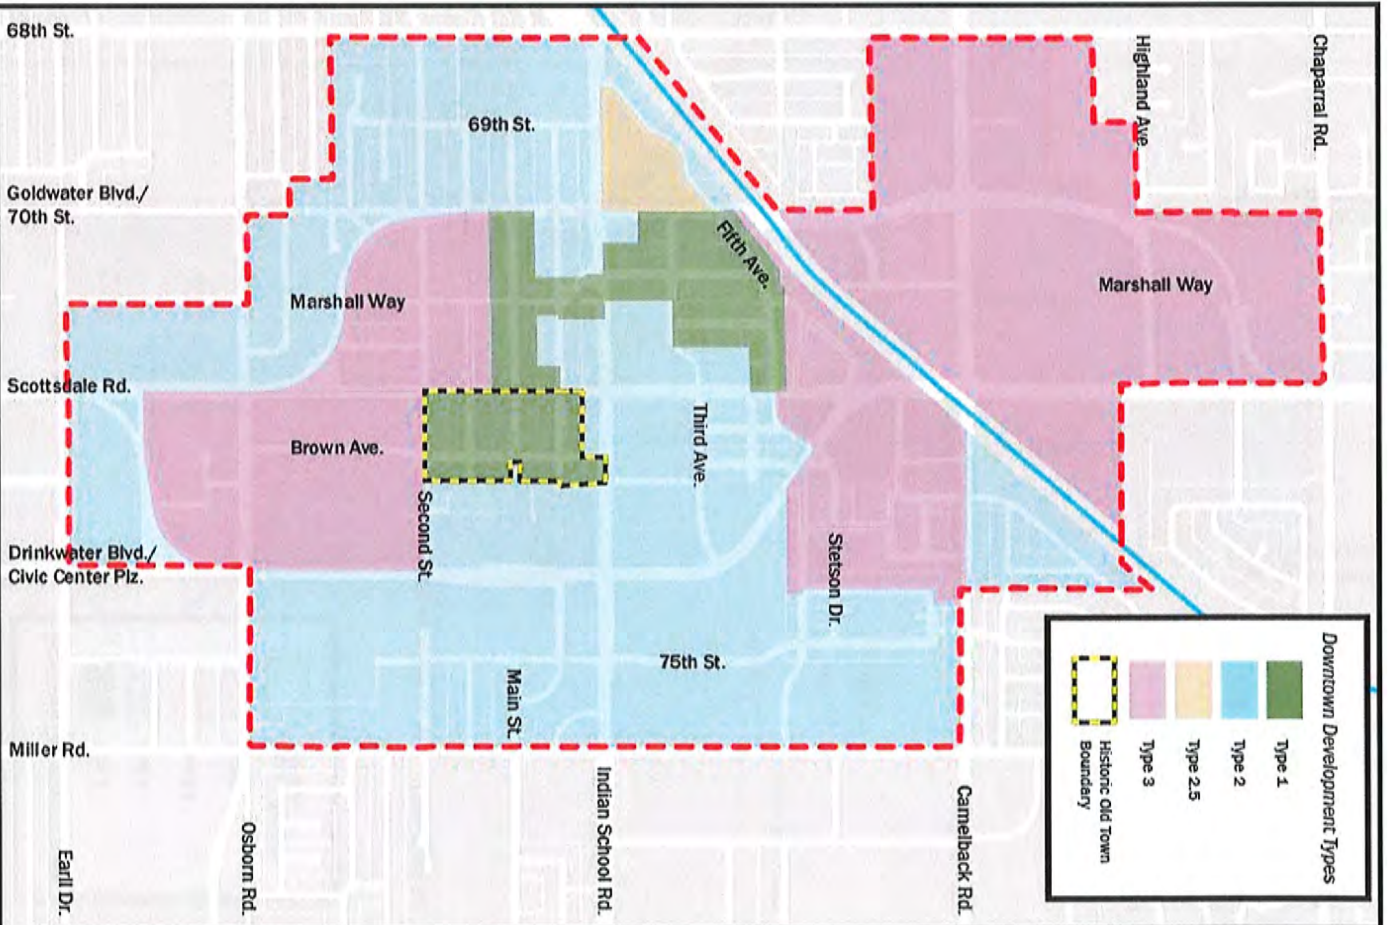 68th St.
Highland Ave.
Chaparral Rd.
69th St.
Goldwater Blvd./
70th St.
Fifth Ave.
Marshall Way
Marshall Way
Scottsdale Rd.
Third Ave.
Brown Ave.
Second St.
Stetson Dr.
Drinkwater Blvd./
Civic Center Plz.
75th St.
Main St.
Miller Rd.
Indian School Rd.
Camelback Rd.
Osborn Rd.
Earll Dr.
Downtown Development Types
Type 1
Type 2
Type 2.5
Type 3
Historic Old Town
Boundary